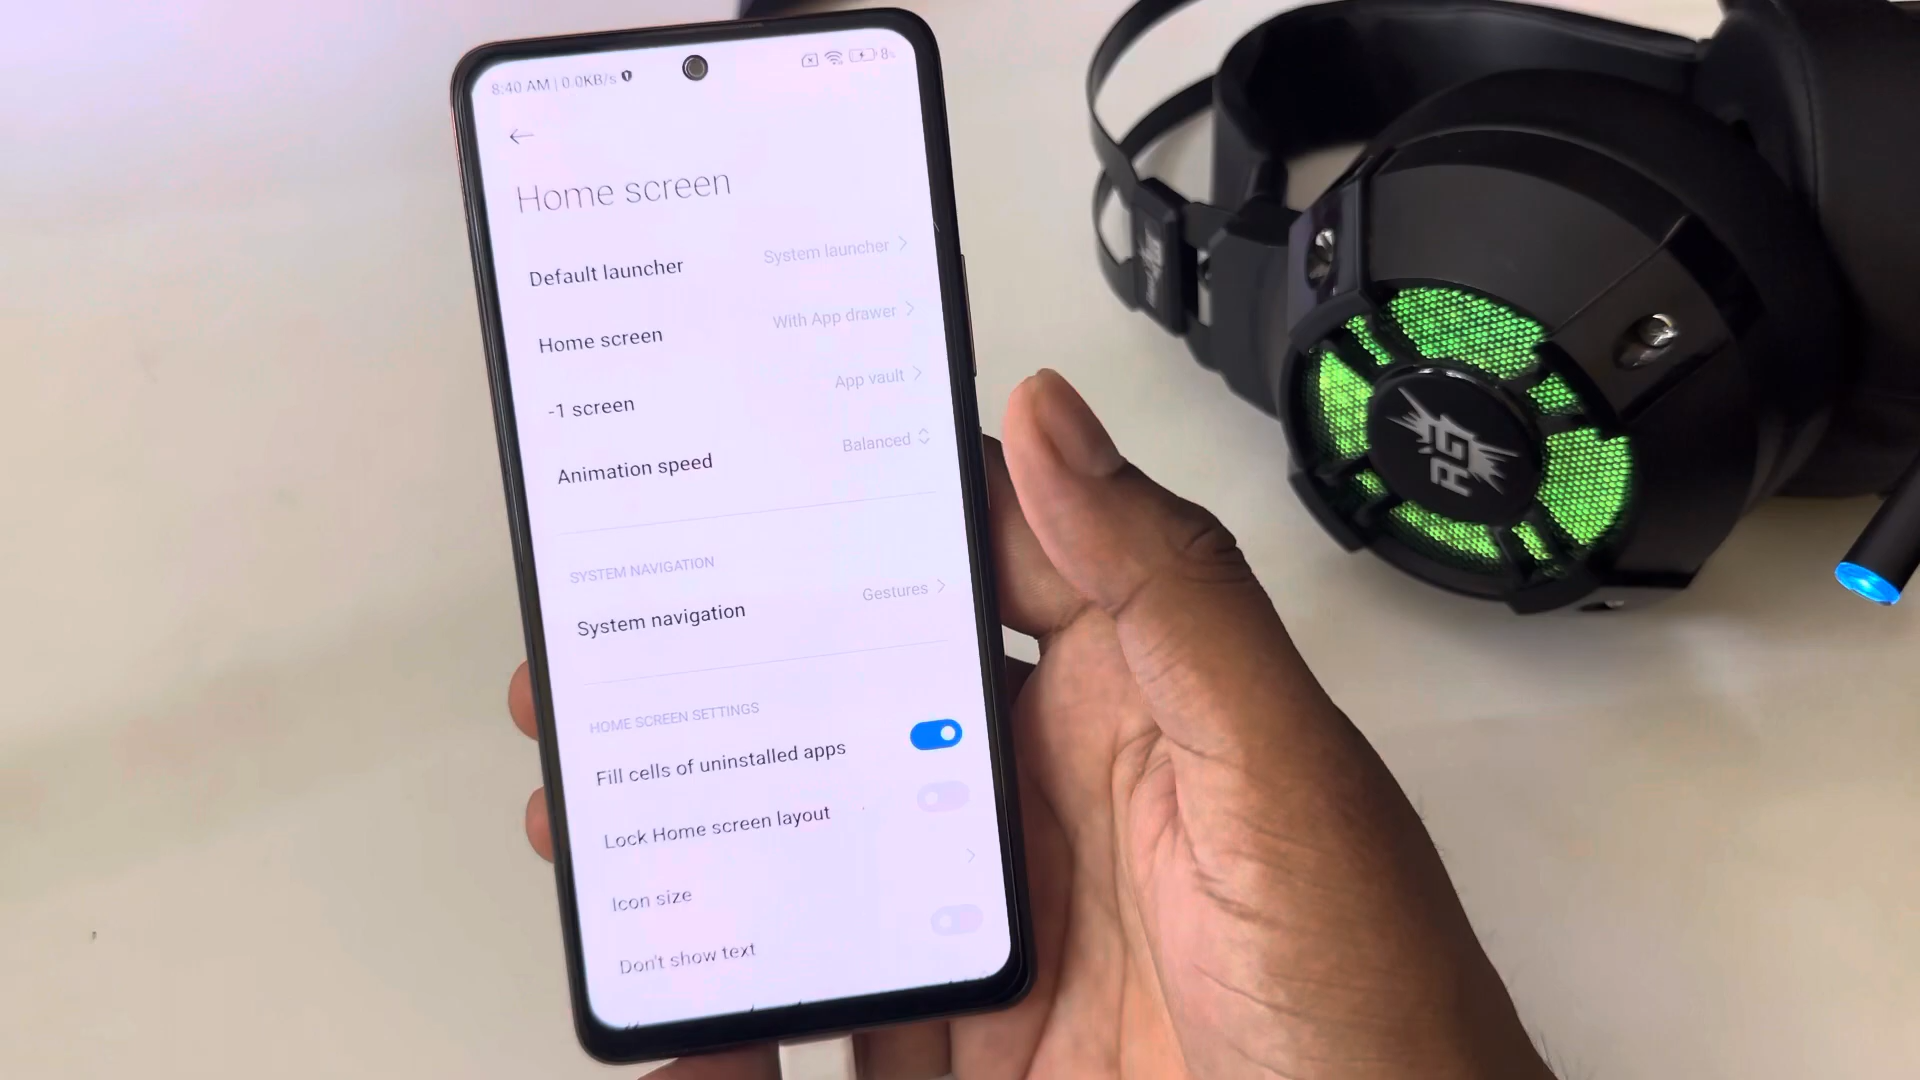 8:40 AM | 0.0KB/s
8%
Home screen
Default launcher
System launcher
Home screen
With App drawer
-1 screen
App vault
Animation speed
Balanced
SYSTEM NAVIGATION
System navigation
Gestures
HOME SCREEN SETTINGS
Fill cells of uninstalled apps
Lock Home screen layout
Icon size
Don't show text
RG